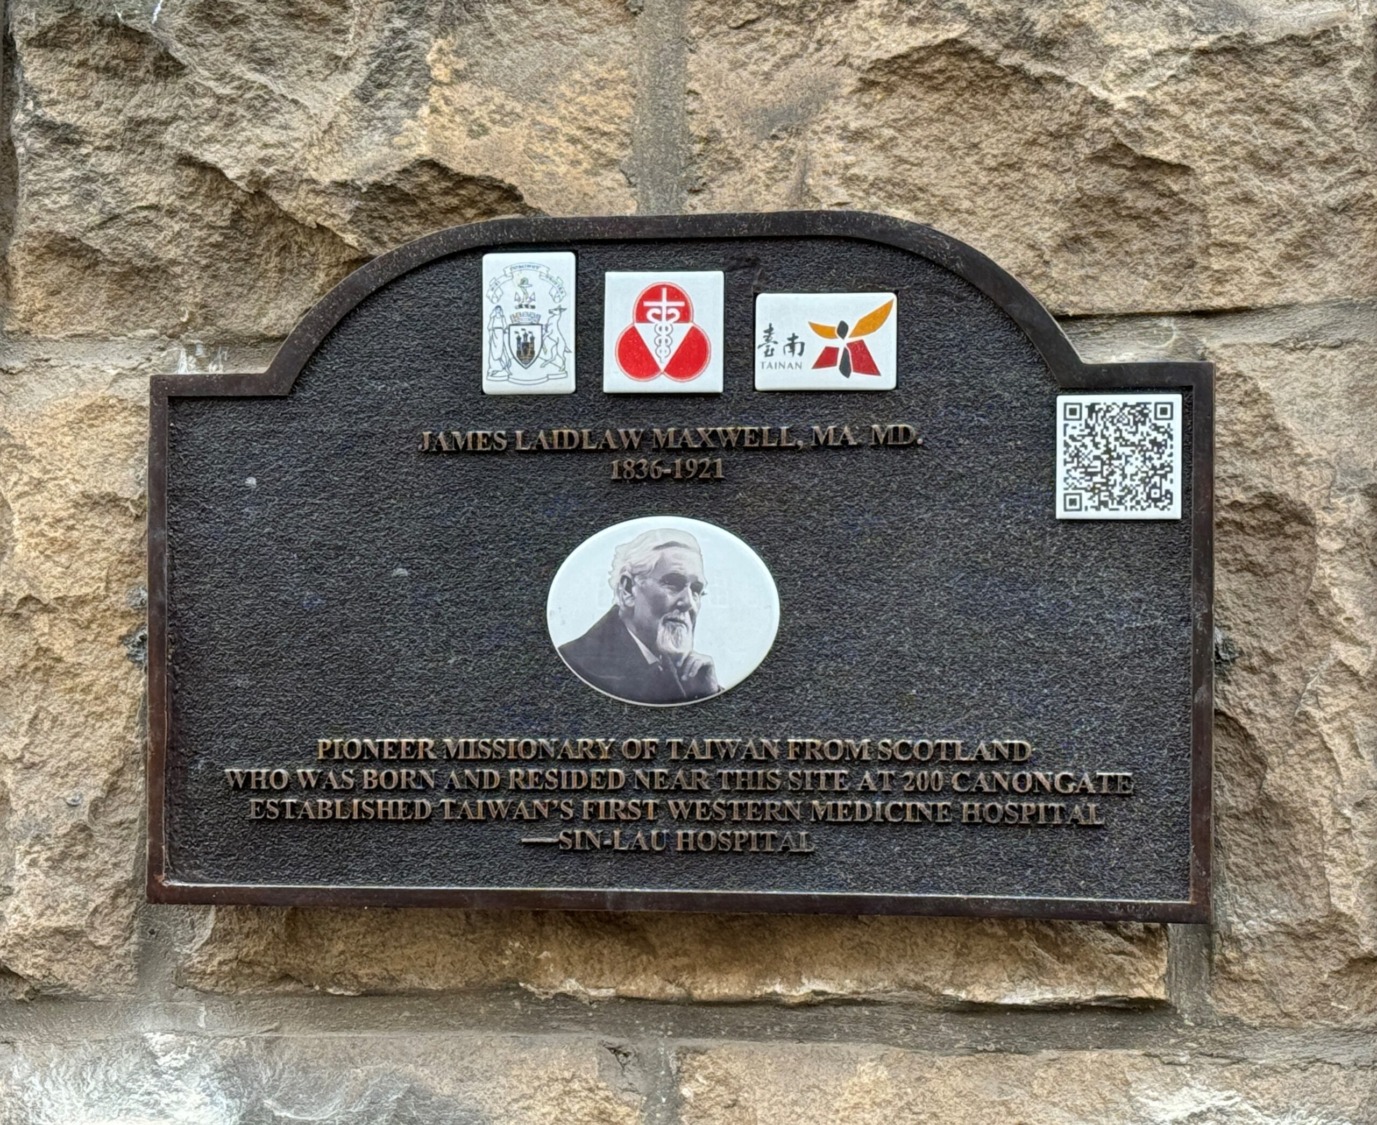 臺南
TAINAN
JAMES LAIDLAW MAXWELL, MA. MD.
1836-1921
PIONEER MISSIONARY OF TAIWAN FROM SCOTLAND
WHO WAS BORN AND RESIDED NEAR THIS SITE AT 200 CANONGATE
ESTABLISHED TAIWAN'S FIRST WESTERN MEDICINE HOSPITAL
—SIN-LAU HOSPITAL